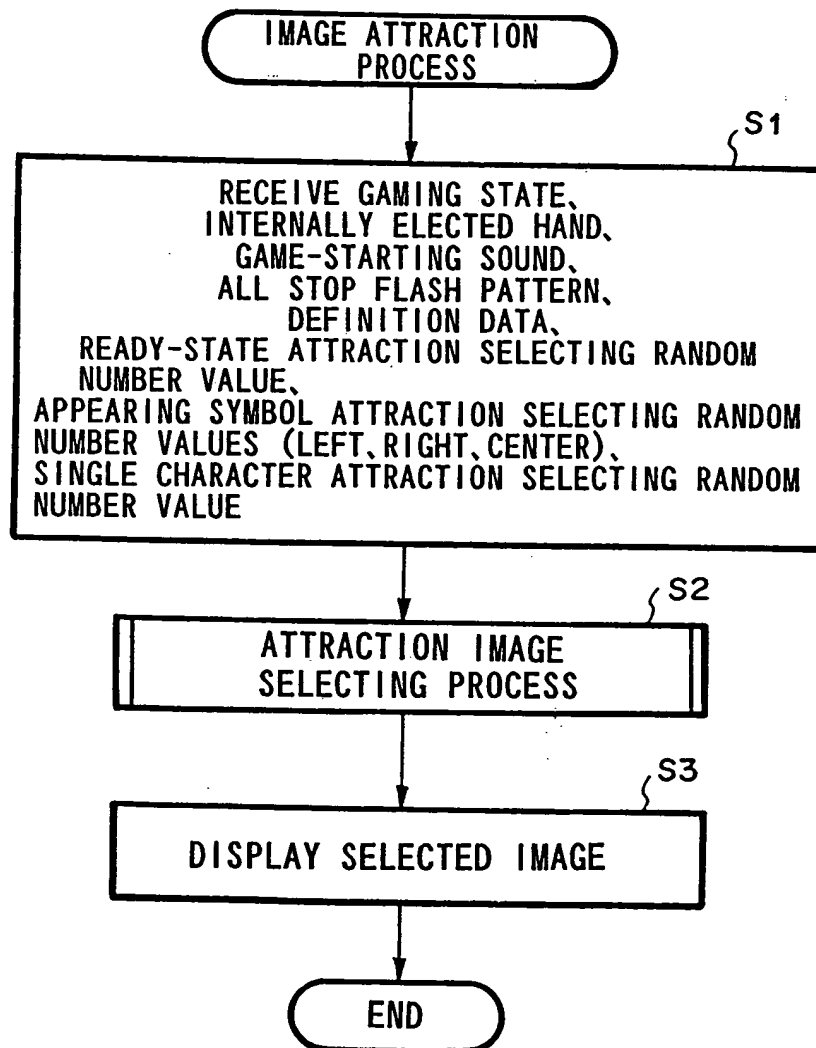 IMAGE ATTRACTION
PROCESS
S1
RECEIVE GAMING STATE、
INTERNALLY ELECTED HAND、
GAME-STARTING SOUND、
ALL STOP FLASH PATTERN、
DEFINITION DATA、
READY-STATE ATTRACTION SELECTING RANDOM
NUMBER VALUE、
APPEARING SYMBOL ATTRACTION SELECTING RANDOM
NUMBER VALUES (LEFT、RIGHT、CENTER)、
SINGLE CHARACTER ATTRACTION SELECTING RANDOM
NUMBER VALUE
S2
ATTRACTION IMAGE
SELECTING PROCESS
S3
DISPLAY SELECTED IMAGE
END